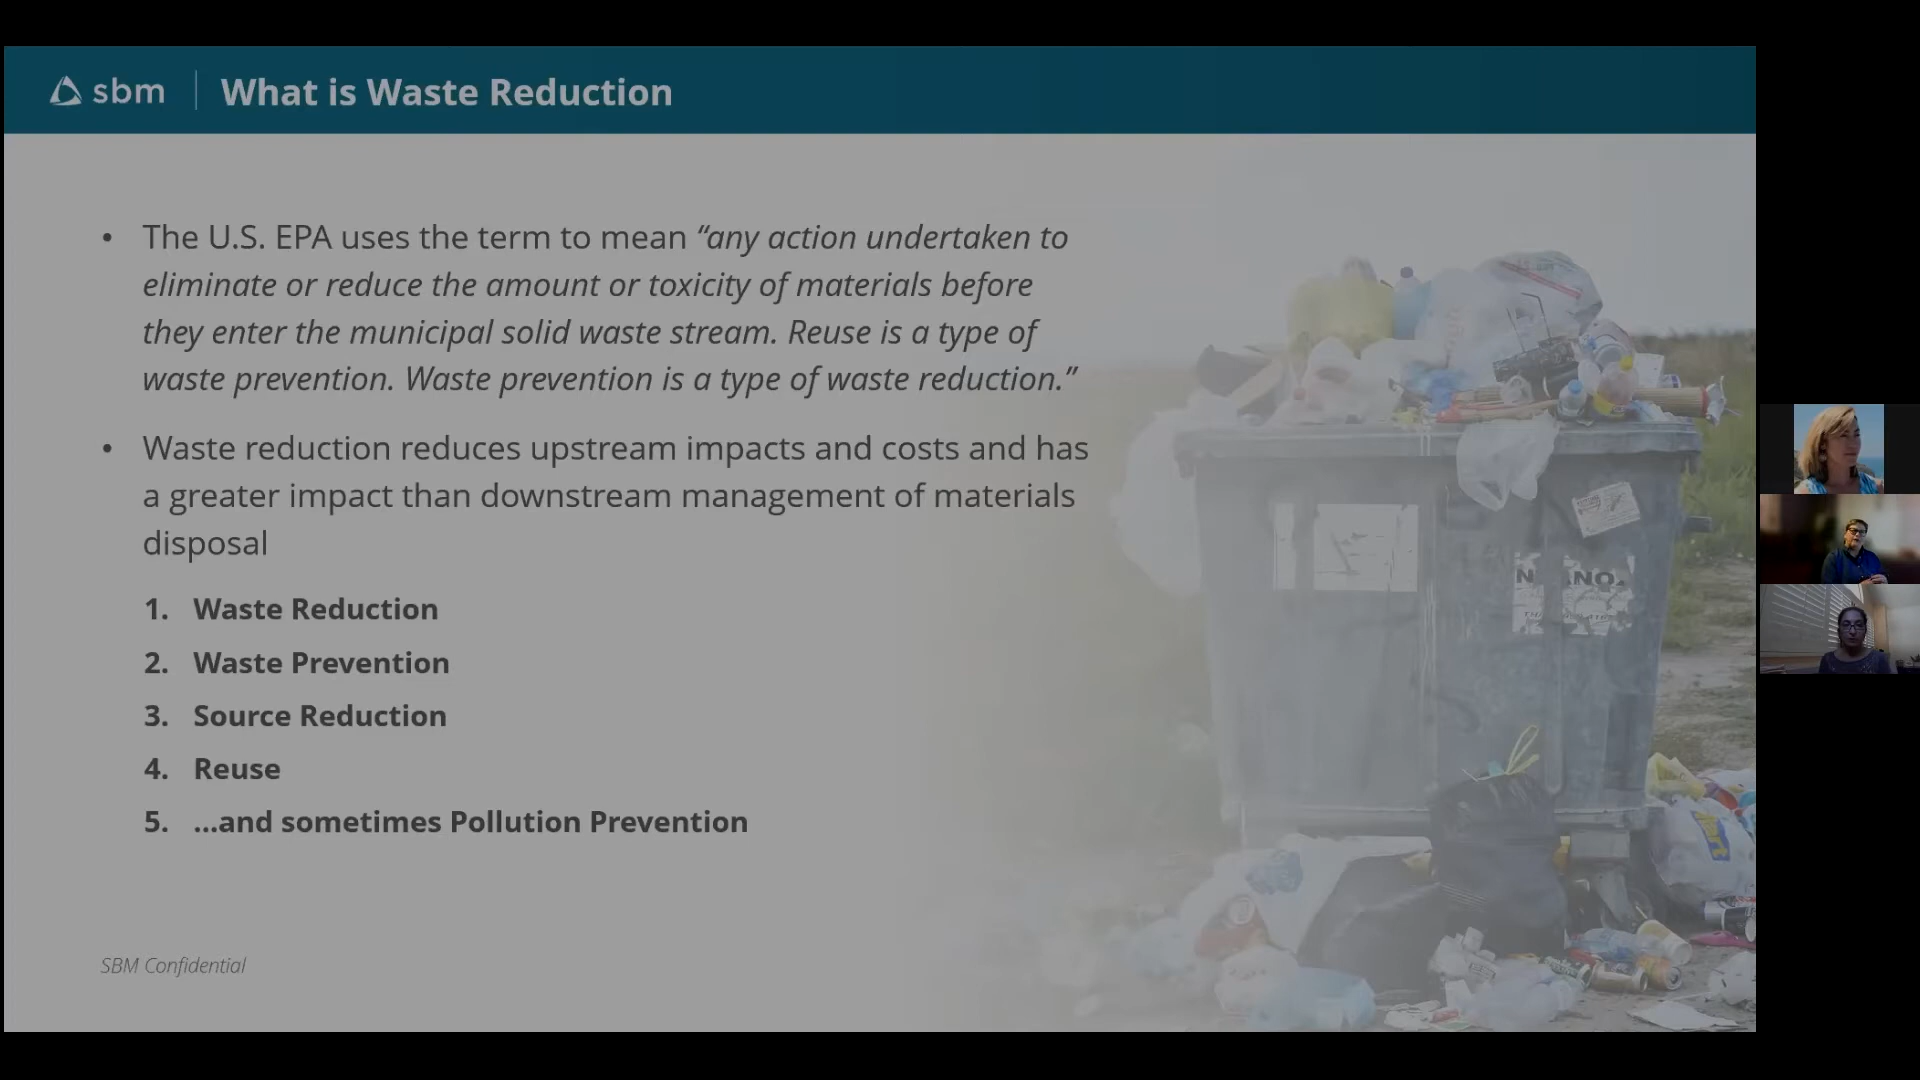 sbm
What is Waste Reduction
• The U.S. EPA uses the term to mean “any action undertaken to
eliminate or reduce the amount or toxicity of materials before
they enter the municipal solid waste stream. Reuse is a type of
waste prevention. Waste prevention is a type of waste reduction.”
• Waste reduction reduces upstream impacts and costs and has
a greater impact than downstream management of materials
disposal
1. Waste Reduction
2. Waste Prevention
3. Source Reduction
4. Reuse
5. ...and sometimes Pollution Prevention
SBM Confidential